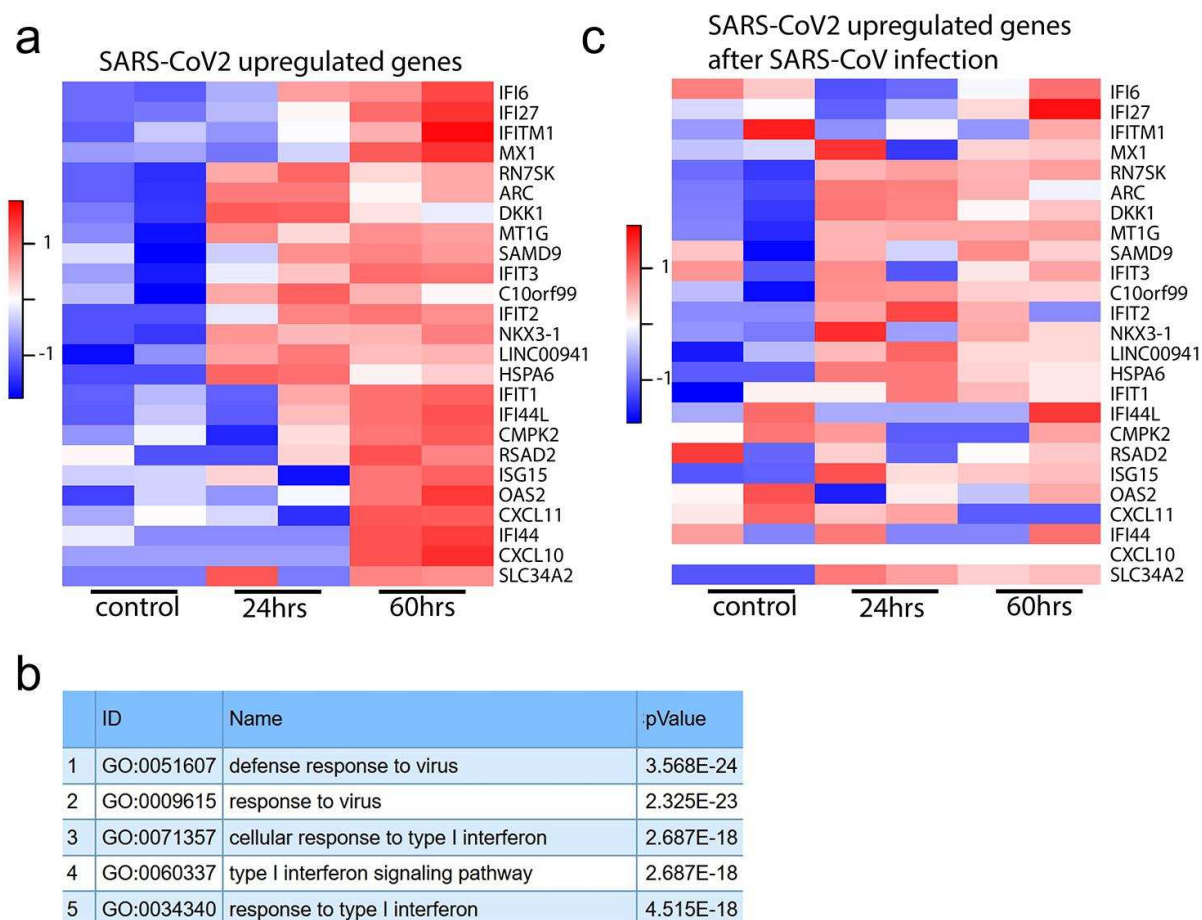 a
SARS-CoV2 upregulated genes
IFI6
IFI27
IFITM1
MX1
RN7SK
ARC
DKK1
MT1G
SAMD9
IFIT3
C10orf99
IFIT2
NKX3-1
LINC00941
HSPA6
IFIT1
IFI44L
CMPK2
RSAD2
ISG15
OAS2
CXCL11
IFI44
CXCL10
SLC34A2
1
-1
control 24hrs 60hrs
c
SARS-CoV2 upregulated genes
after SARS-CoV infection
IFI6
IFI27
IFITM1
MX1
RN7SK
ARC
DKK1
MT1G
SAMD9
IFIT3
C10orf99
IFIT2
NKX3-1
LINC00941
HSPA6
IFIT1
IFI44L
CMPK2
RSAD2
ISG15
OAS2
CXCL11
IFI44
CXCL10
SLC34A2
1
-1
control 24hrs 60hrs
b
ID Name pValue
1 GO:0051607 defense response to virus 3.568E-24
2 GO:0009615 response to virus 2.325E-23
3 GO:0071357 cellular response to type I interferon 2.687E-18
4 GO:0060337 type I interferon signaling pathway 2.687E-18
5 GO:0034340 response to type I interferon 4.515E-18